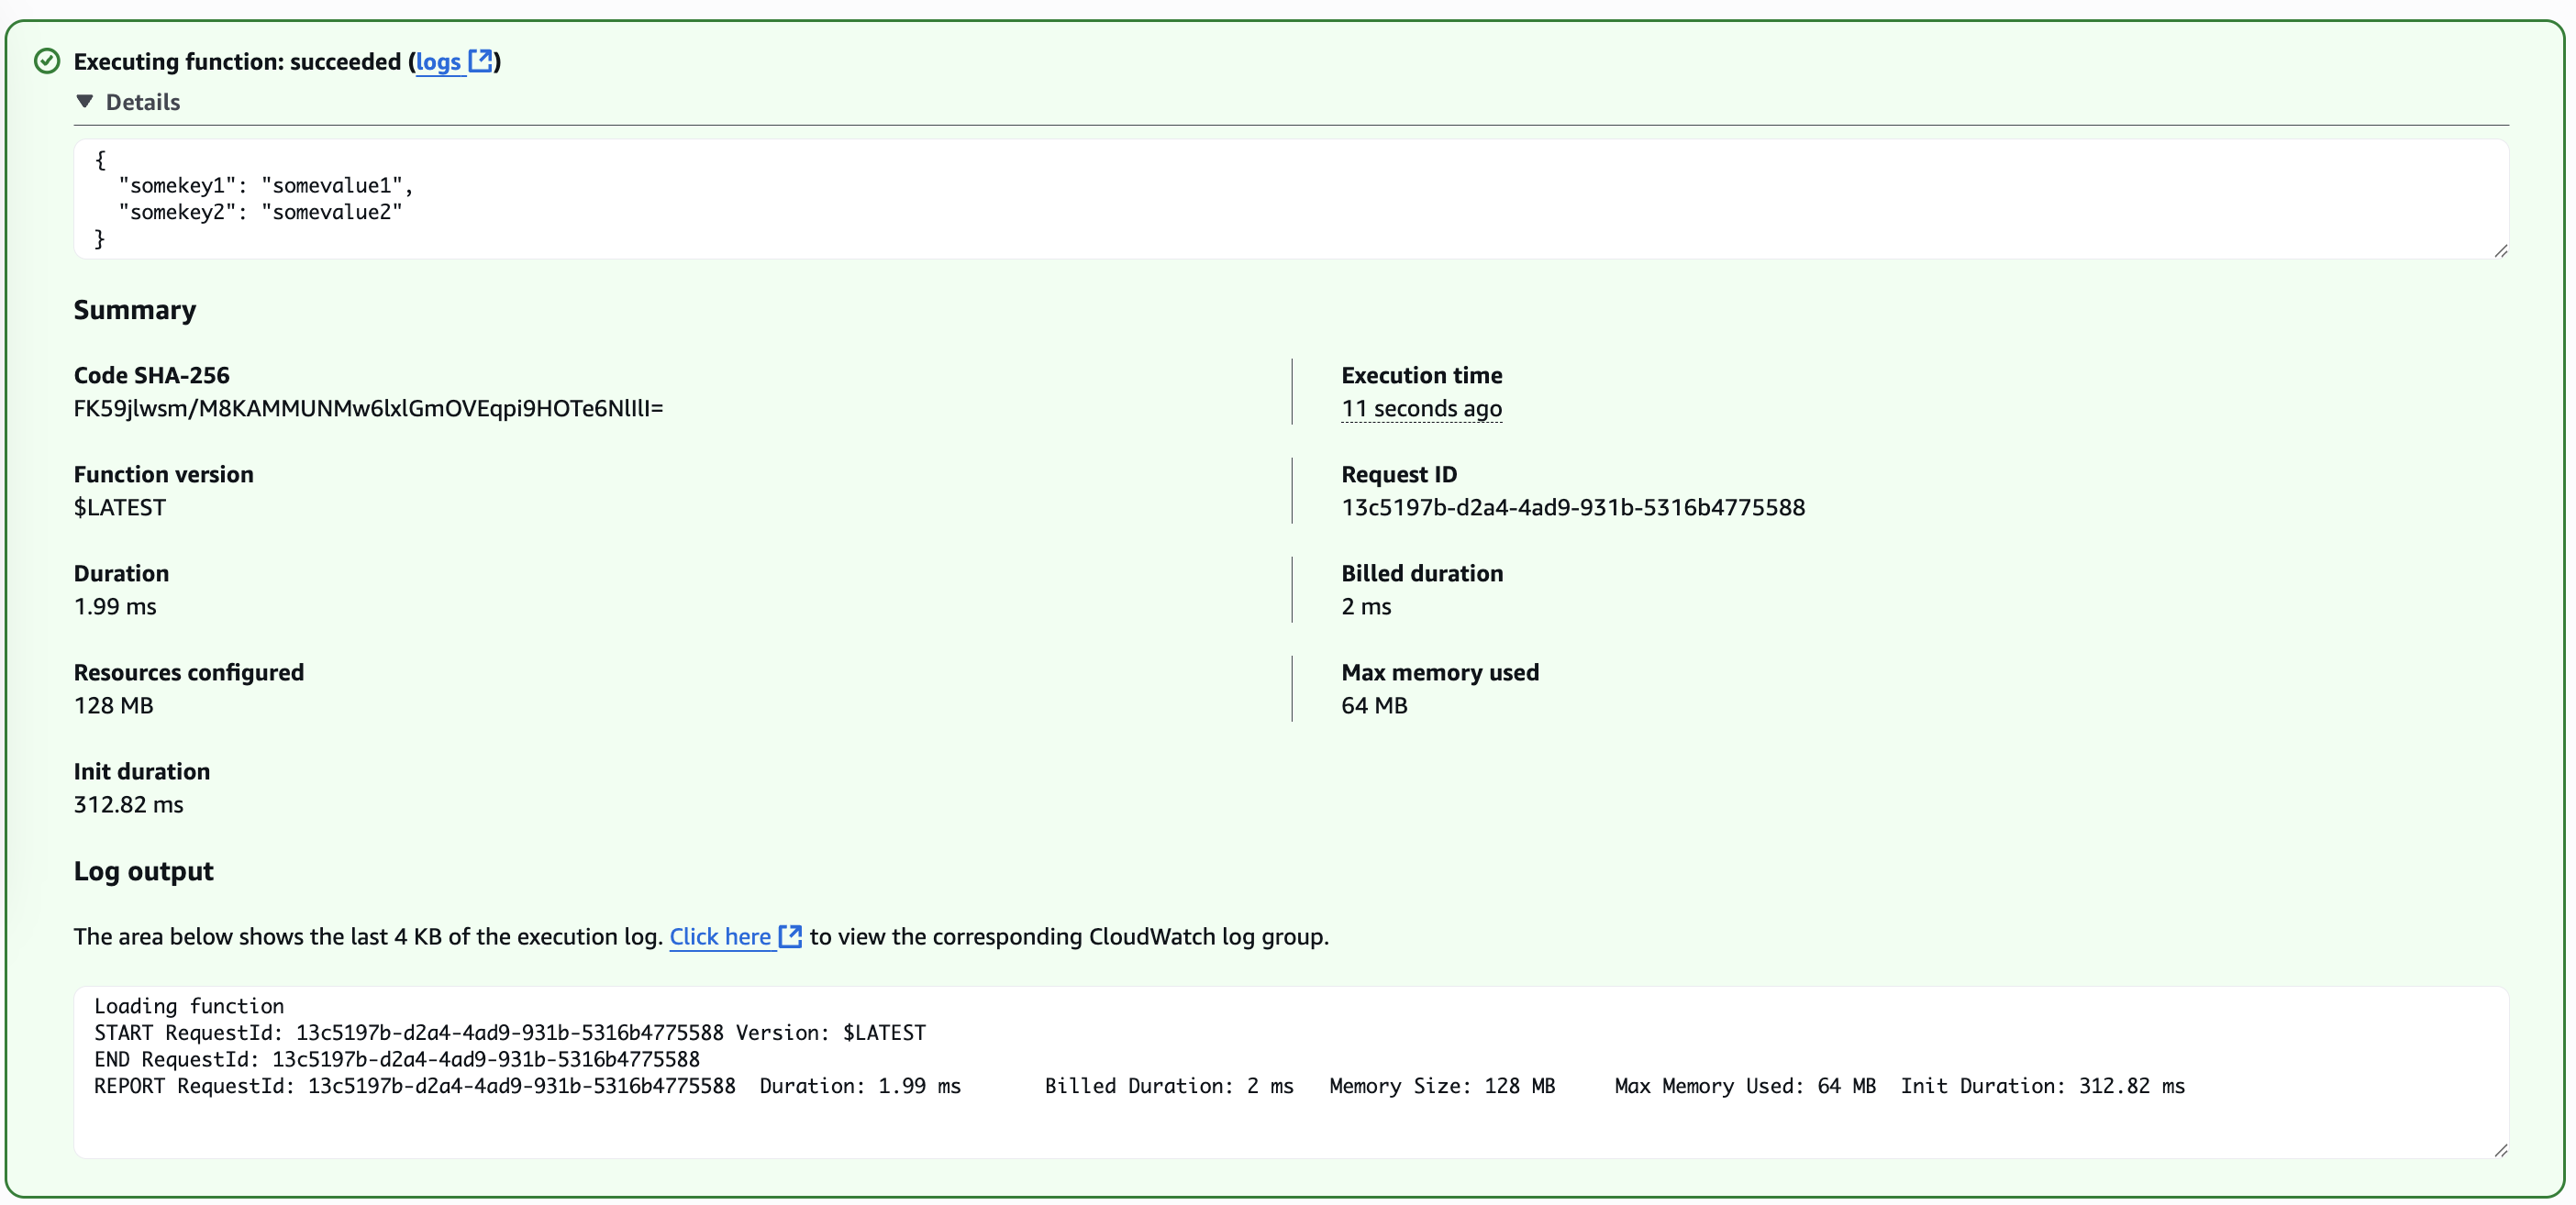 Executing function: succeeded (logs)
Details
{
  "somekey1": "somevalue1",
  "somekey2": "somevalue2"
}
Summary
Code SHA-256
FK59jlwsm/M8KAMMUNMw6lxlGmOVEqpi9HOTe6NlIlI=
Execution time
11 seconds ago
Function version
$LATEST
Request ID
13c5197b-d2a4-4ad9-931b-5316b4775588
Duration
1.99 ms
Billed duration
2 ms
Resources configured
128 MB
Max memory used
64 MB
Init duration
312.82 ms
Log output
The area below shows the last 4 KB of the execution log. Click here to view the corresponding CloudWatch log group.
Loading function
START RequestId: 13c5197b-d2a4-4ad9-931b-5316b4775588 Version: $LATEST
END RequestId: 13c5197b-d2a4-4ad9-931b-5316b4775588
REPORT RequestId: 13c5197b-d2a4-4ad9-931b-5316b4775588  Duration: 1.99 ms       Billed Duration: 2 ms   Memory Size: 128 MB     Max Memory Used: 64 MB  Init Duration: 312.82 ms